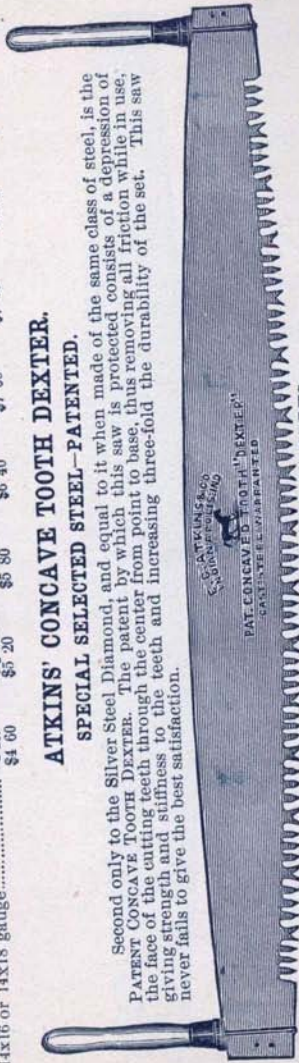 14x16 or 14x18 gauge
$4 60 $5 20 $5 80 $6 40
ATKINS' CONCAVE TOOTH DEXTER.
SPECIAL SELECTED STEEL—PATENTED.
Second only to the Silver Steel Diamond, and equal to it when made of the same class of steel, is the
PATENT CONCAVE TOOTH DEXTER. The patent by which this saw is protected consists of a depression of
the face of the cutting teeth through the center from point to base, thus removing all friction while in use,
giving strength and stiffness to the teeth and increasing three-fold the durability of the set. This saw
never fails to give the best satisfaction.
E.C. ATKINS & CO
INDIANAPOLIS, IND
PAT. CONCAVED TOOTH "DEXTER"
CAST STEEL WARRANTED